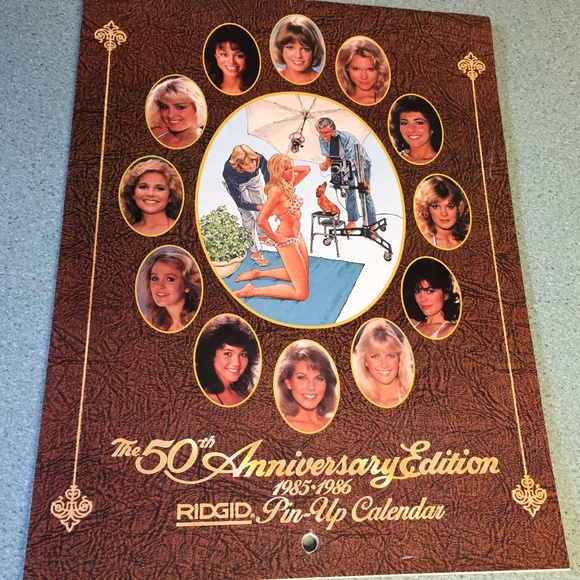 The 50th Anniversary Edition
1985·1986
RIDGID Pin-Up Calendar